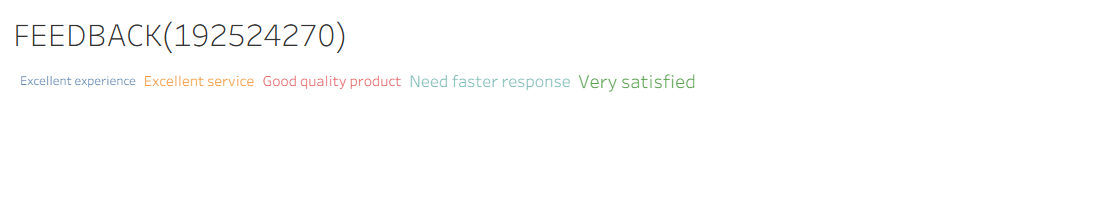 FEEDBACK(192524270)
Excellent experience Excellent service Good quality product Need faster response Very satisfied